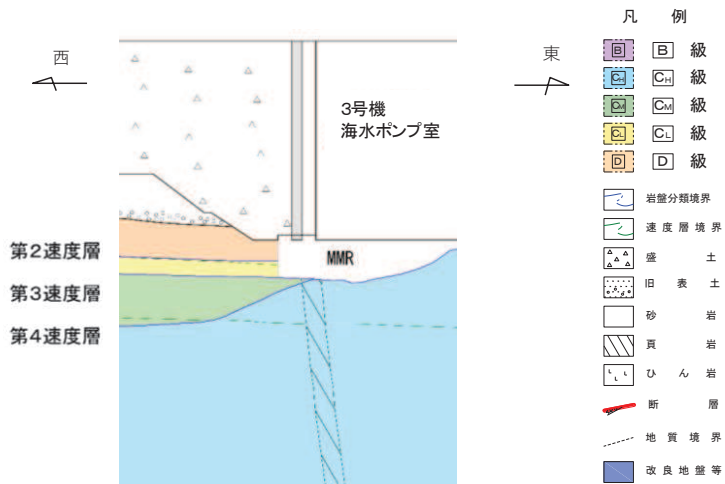 西
東
3号機
海水ポンプ室
第2速度層
MMR
第3速度層
第4速度層
凡 例
B B 級
CH CH 級
CM CM 級
CL CL 級
D D 級
岩盤分類境界
速度層境界
盛 土
旧 表 土
砂 岩
頁 岩
ひ ん 岩
断 層
地 質 境 界
改 良 地 盤 等